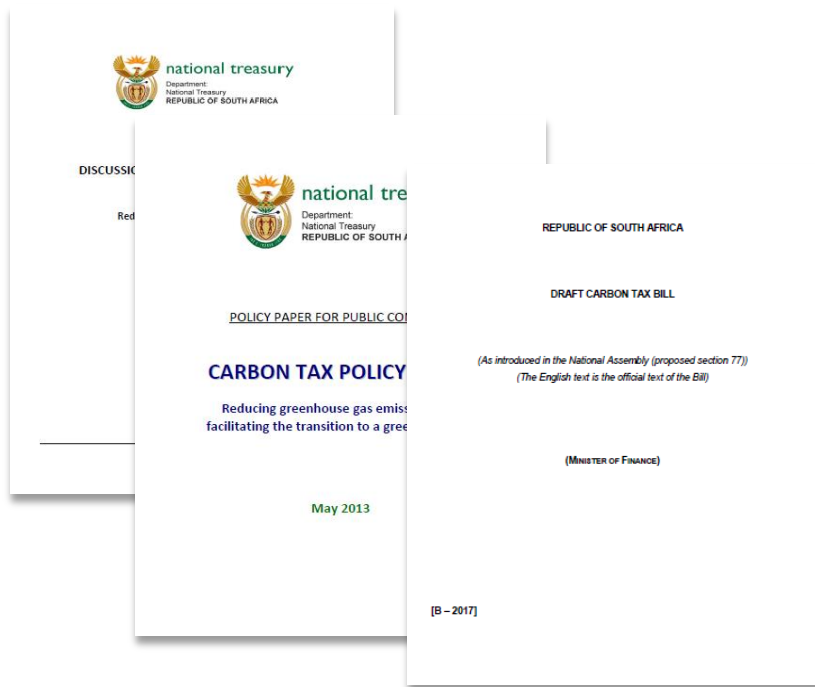 national treasury
Department:
National Treasury
REPUBLIC OF SOUTH AFRICA
DISCUSSIO
Red
national tre
Department:
National Treasury
REPUBLIC OF SOUTH A
POLICY PAPER FOR PUBLIC COM
CARBON TAX POLICY
Reducing greenhouse gas emiss
facilitating the transition to a gree
May 2013
REPUBLIC OF SOUTH AFRICA
DRAFT CARBON TAX BILL
(As introduced in the National Assembly (proposed section 77))
(The English text is the official text of the Bill)
(MINISTER OF FINANCE)
[B – 2017]